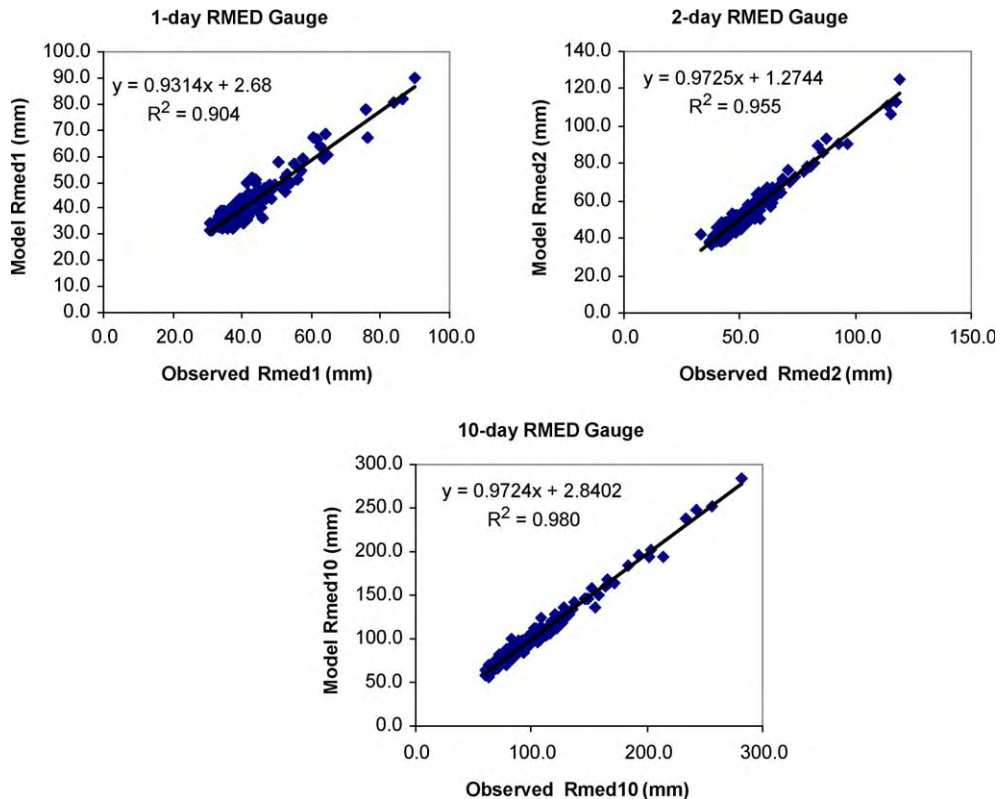 1-day RMED Gauge
y = 0.9314x + 2.68
R² = 0.904
Model Rmed1 (mm)
100.0
90.0
80.0
70.0
60.0
50.0
40.0
30.0
20.0
10.0
0.0
0.0 20.0 40.0 60.0 80.0 100.0
Observed Rmed1 (mm)
2-day RMED Gauge
y = 0.9725x + 1.2744
R² = 0.955
Model Rmed2 (mm)
140.0
120.0
100.0
80.0
60.0
40.0
20.0
0.0
0.0 50.0 100.0 150.0
Observed Rmed2 (mm)
10-day RMED Gauge
y = 0.9724x + 2.8402
R² = 0.980
Model Rmed10 (mm)
300.0
250.0
200.0
150.0
100.0
50.0
0.0
0.0 100.0 200.0 300.0
Observed Rmed10 (mm)